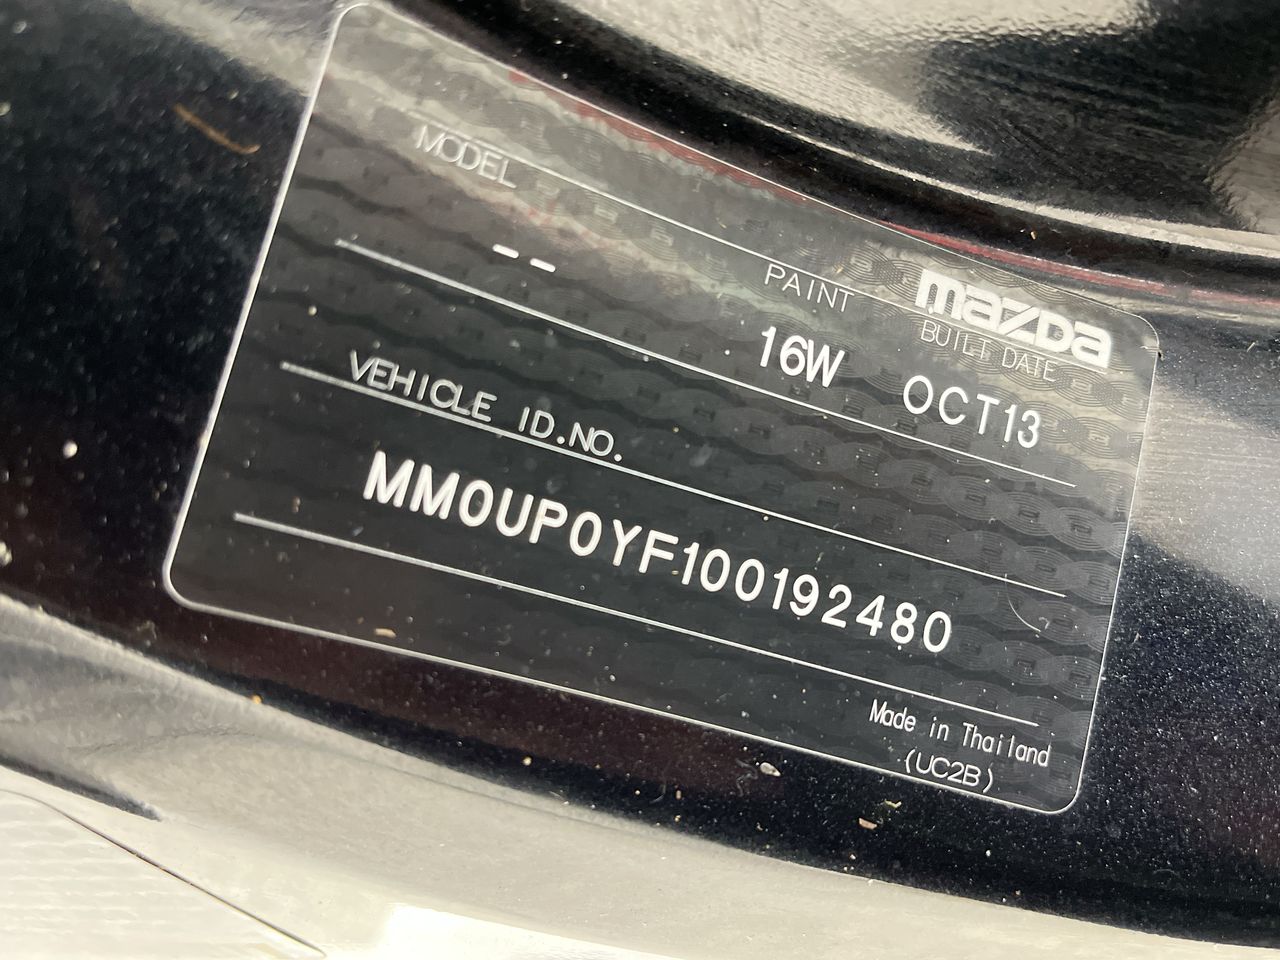 mazda
MODEL PAINT BUILT DATE
-- 16W OCT13
VEHICLE ID.NO.
MM0UP0YF100192480
Made in Thailand
(UC2B)